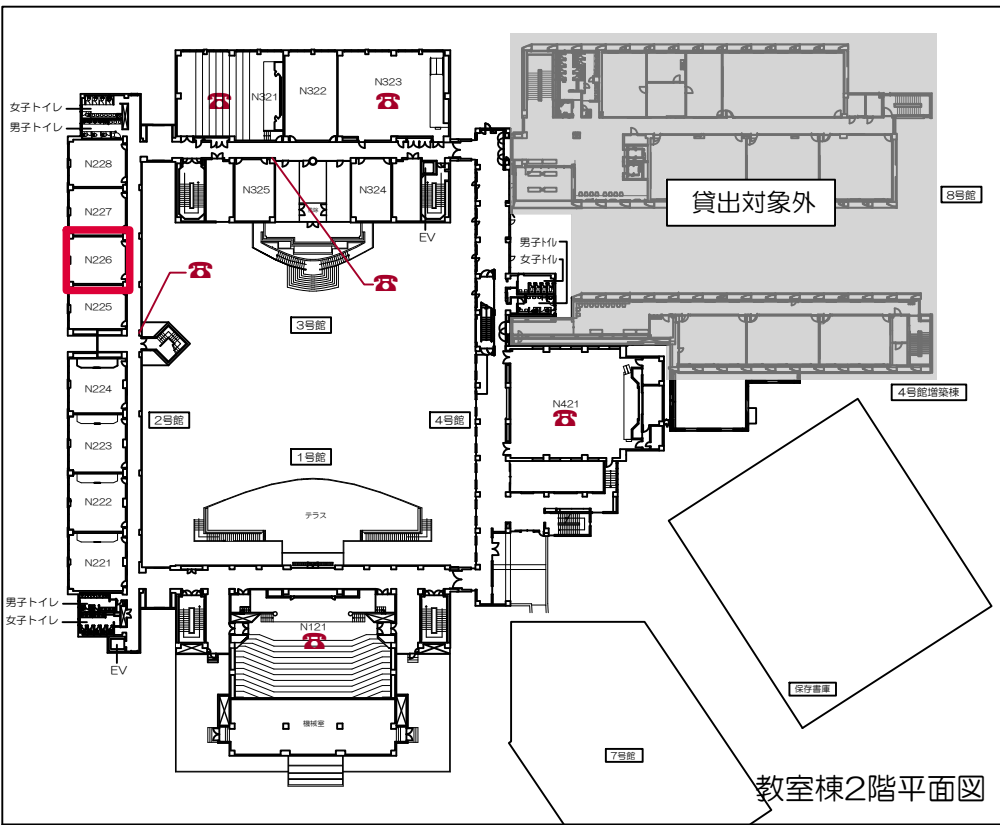 N321
N322
N323
女子トイレ
男子トイレ
N228
N325
N324
貸出対象外
8号館
N227
EV
男子トイレ
女子トイレ
N226
N225
3号館
N224
4号館増築棟
N421
2号館
4号館
N223
1号館
N222
テラス
N221
男子トイレ
女子トイレ
N121
EV
保存書庫
機械室
7号館
教室棟2階平面図